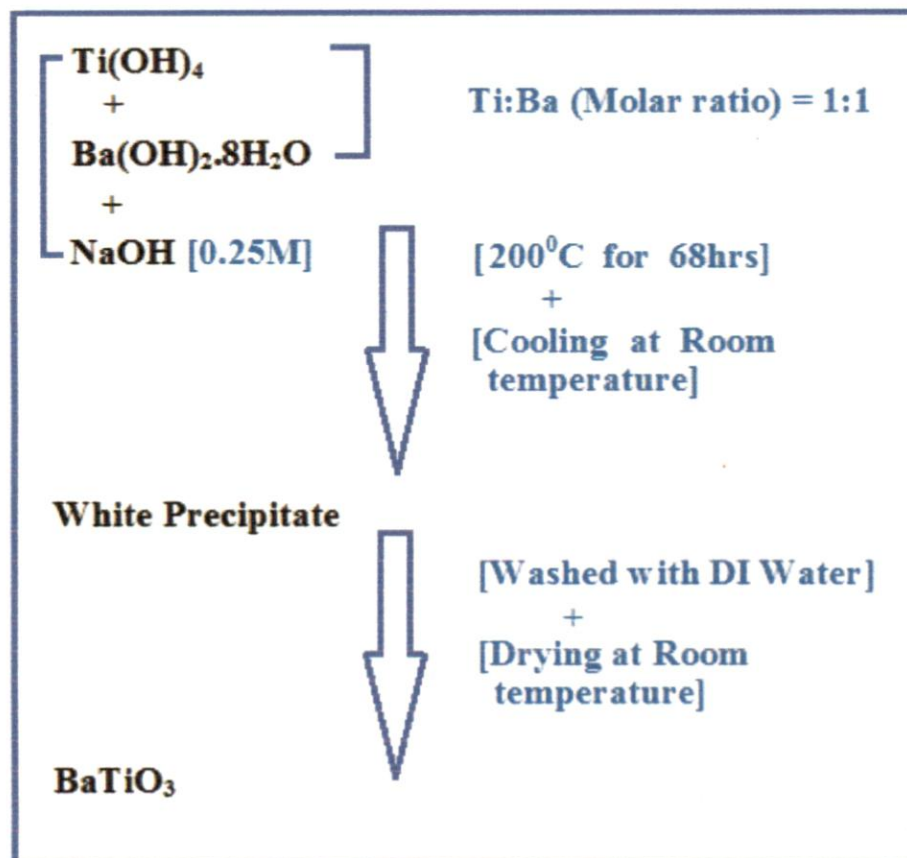 Ti(OH)₄
+
Ti:Ba (Molar ratio) = 1:1
Ba(OH)₂.8H₂O
+
NaOH [0.25M]
[200⁰C for 68hrs]
+
[Cooling at Room
temperature]
White Precipitate
[Washed with DI Water]
+
[Drying at Room
temperature]
BaTiO₃